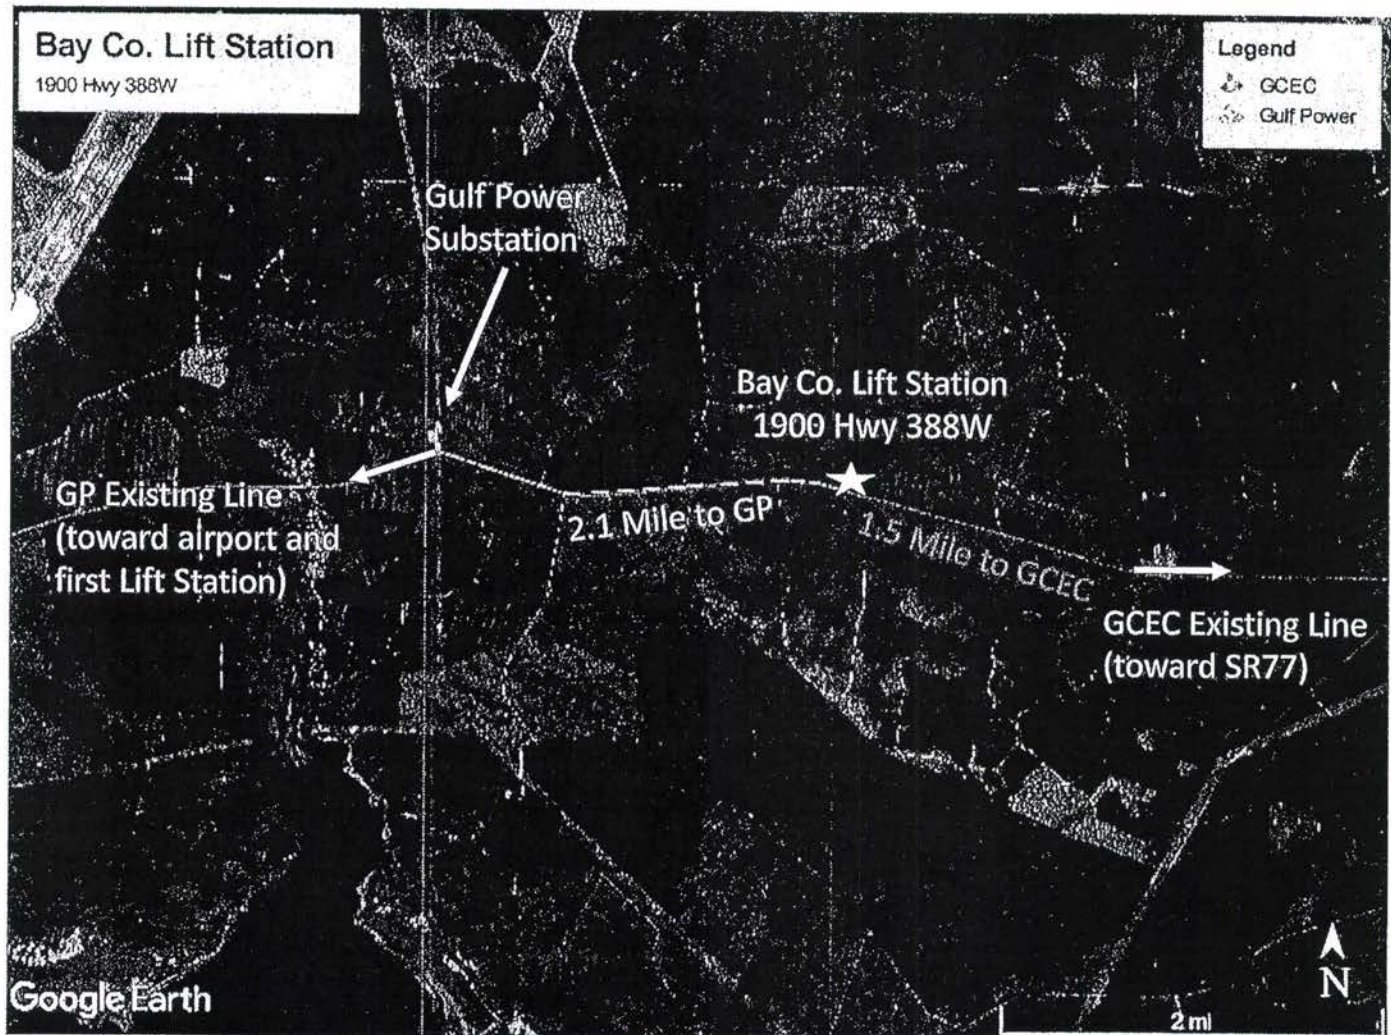 Bay Co. Lift Station
1900 Hwy 388W
Legend
GCEC
Gulf Power
Gulf Power
Substation
Bay Co. Lift Station
1900 Hwy 388W
GP Existing Line
(toward airport and
first Lift Station)
2.1 Mile to GP
1.5 Mile to GCEC
GCEC Existing Line
(toward SR77)
Google Earth
N
2 mi